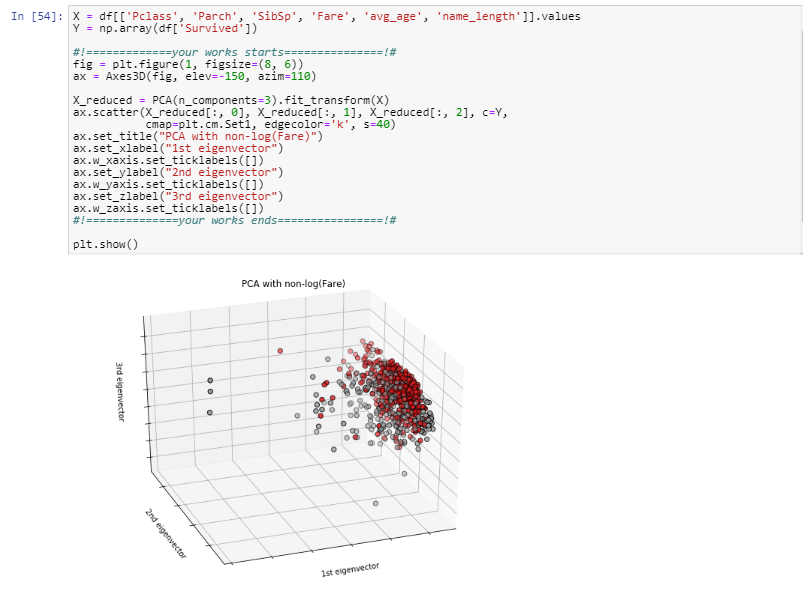 In [54]: X = df[['Pclass', 'Parch', 'SibSp', 'Fare', 'avg_age', 'name_length']].values
Y = np.array(df['Survived'])
#!=============your works starts===============!#
fig = plt.figure(1, figsize=(8, 6))
ax = Axes3D(fig, elev=-150, azim=110)
X_reduced = PCA(n_components=3).fit_transform(X)
ax.scatter(X_reduced[:, 0], X_reduced[:, 1], X_reduced[:, 2], c=Y,
cmap=plt.cm.Set1, edgecolor='k', s=40)
ax.set_title("PCA with non-log(Fare)")
ax.set_xlabel("1st eigenvector")
ax.w_xaxis.set_ticklabels([])
ax.set_ylabel("2nd eigenvector")
ax.w_yaxis.set_ticklabels([])
ax.set_zlabel("3rd eigenvector")
ax.w_zaxis.set_ticklabels([])
#!==============your works ends================!#
plt.show()
PCA with non-log(Fare)
3rd eigenvector
2nd eigenvector
1st eigenvector